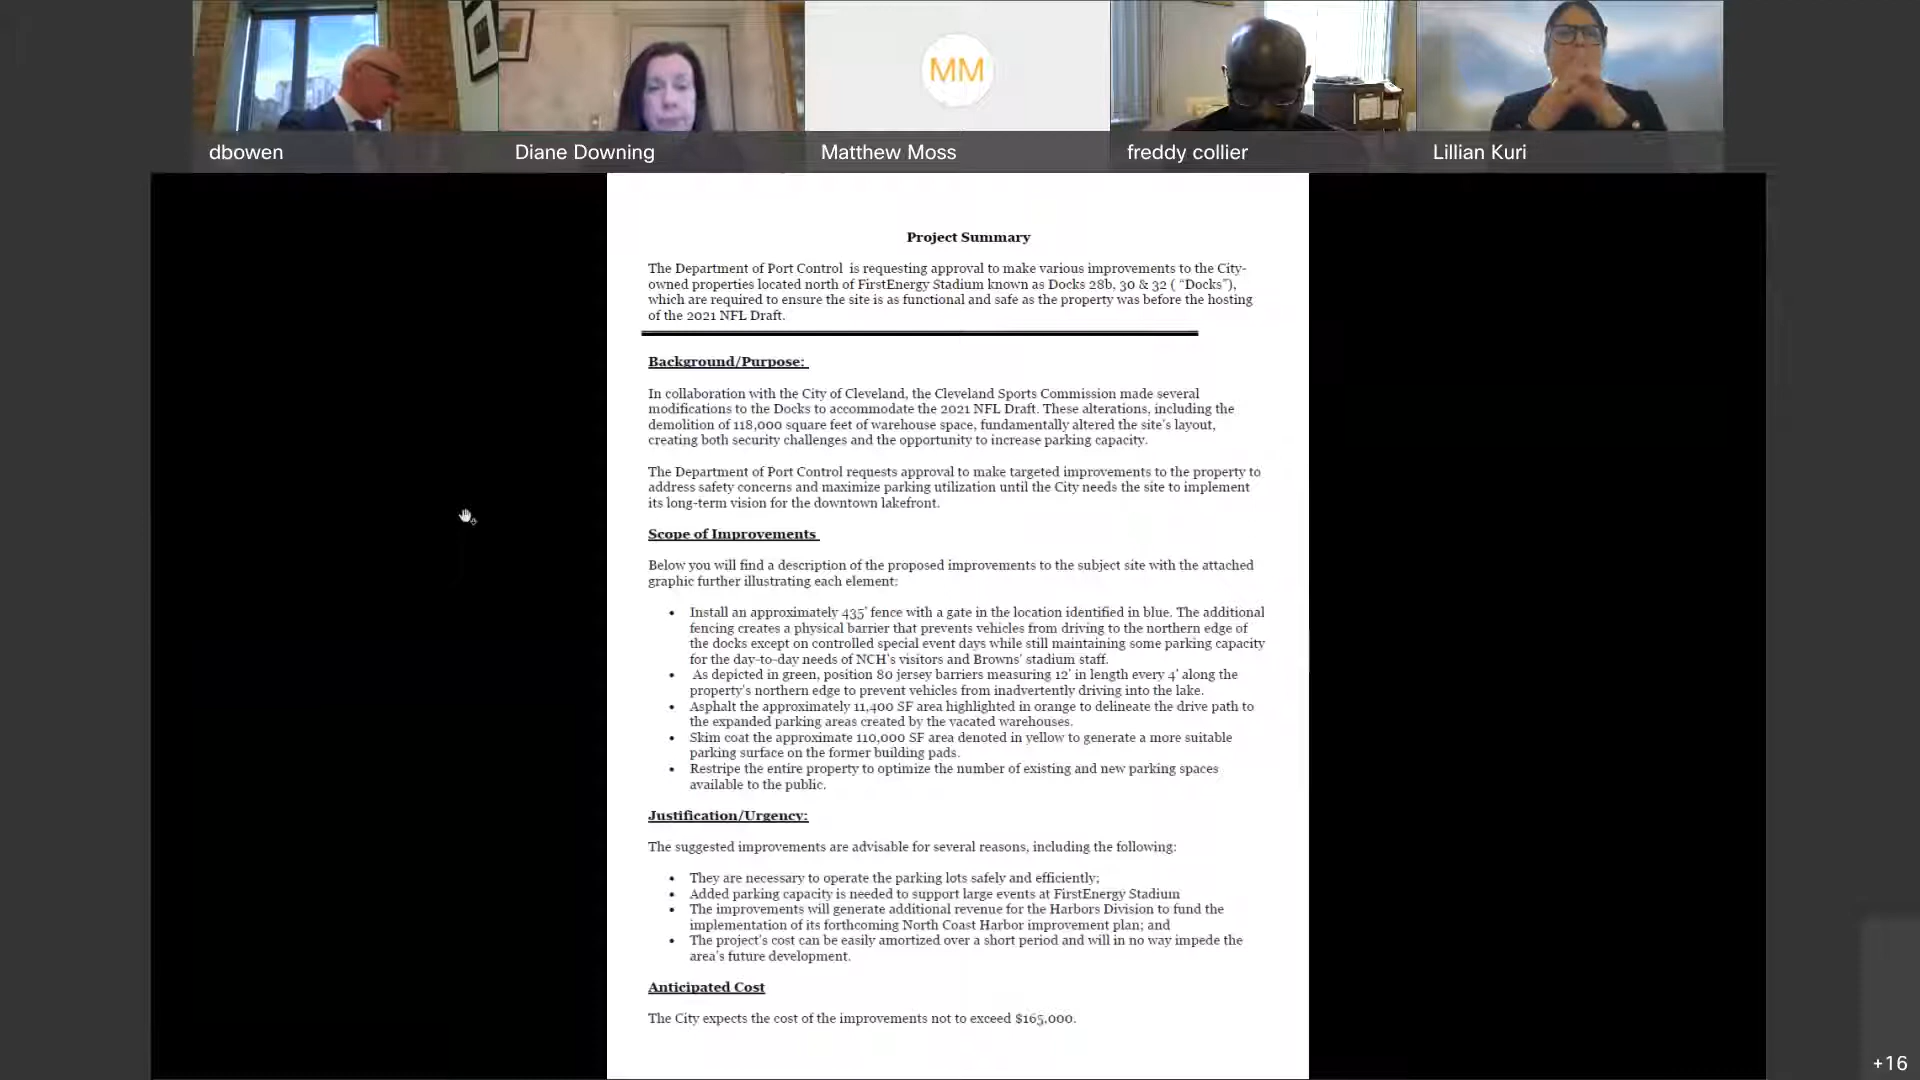 MM
dbowen
Diane Downing
Matthew Moss
freddy collier
Lillian Kuri
Project Summary
The Department of Port Control  is requesting approval to make various improvements to the City-
owned properties located north of FirstEnergy Stadium known as Docks 28b, 30 & 32 ( “Docks”),
which are required to ensure the site is as functional and safe as the property was before the hosting
of the 2021 NFL Draft.
Background/Purpose:
In collaboration with the City of Cleveland, the Cleveland Sports Commission made several
modifications to the Docks to accommodate the 2021 NFL Draft. These alterations, including the
demolition of 118,000 square feet of warehouse space, fundamentally altered the site's layout,
creating both security challenges and the opportunity to increase parking capacity.
The Department of Port Control requests approval to make targeted improvements to the property to
address safety concerns and maximize parking utilization until the City needs the site to implement
its long-term vision for the downtown lakefront.
Scope of Improvements
Below you will find a description of the proposed improvements to the subject site with the attached
graphic further illustrating each element:
• Install an approximately 435' fence with a gate in the location identified in blue. The additional
fencing creates a physical barrier that prevents vehicles from driving to the northern edge of
the docks except on controlled special event days while still maintaining some parking capacity
for the day-to-day needs of NCH's visitors and Browns' stadium staff.
• As depicted in green, position 80 jersey barriers measuring 12' in length every 4' along the
property's northern edge to prevent vehicles from inadvertently driving into the lake.
• Asphalt the approximately 11,400 SF area highlighted in orange to delineate the drive path to
the expanded parking areas created by the vacated warehouses.
• Skim coat the approximate 110,000 SF area denoted in yellow to generate a more suitable
parking surface on the former building pads.
• Restripe the entire property to optimize the number of existing and new parking spaces
available to the public.
Justification/Urgency:
The suggested improvements are advisable for several reasons, including the following:
• They are necessary to operate the parking lots safely and efficiently;
• Added parking capacity is needed to support large events at FirstEnergy Stadium
• The improvements will generate additional revenue for the Harbors Division to fund the
implementation of its forthcoming North Coast Harbor improvement plan; and
• The project's cost can be easily amortized over a short period and will in no way impede the
area's future development.
Anticipated Cost
The City expects the cost of the improvements not to exceed $165,000.
+16